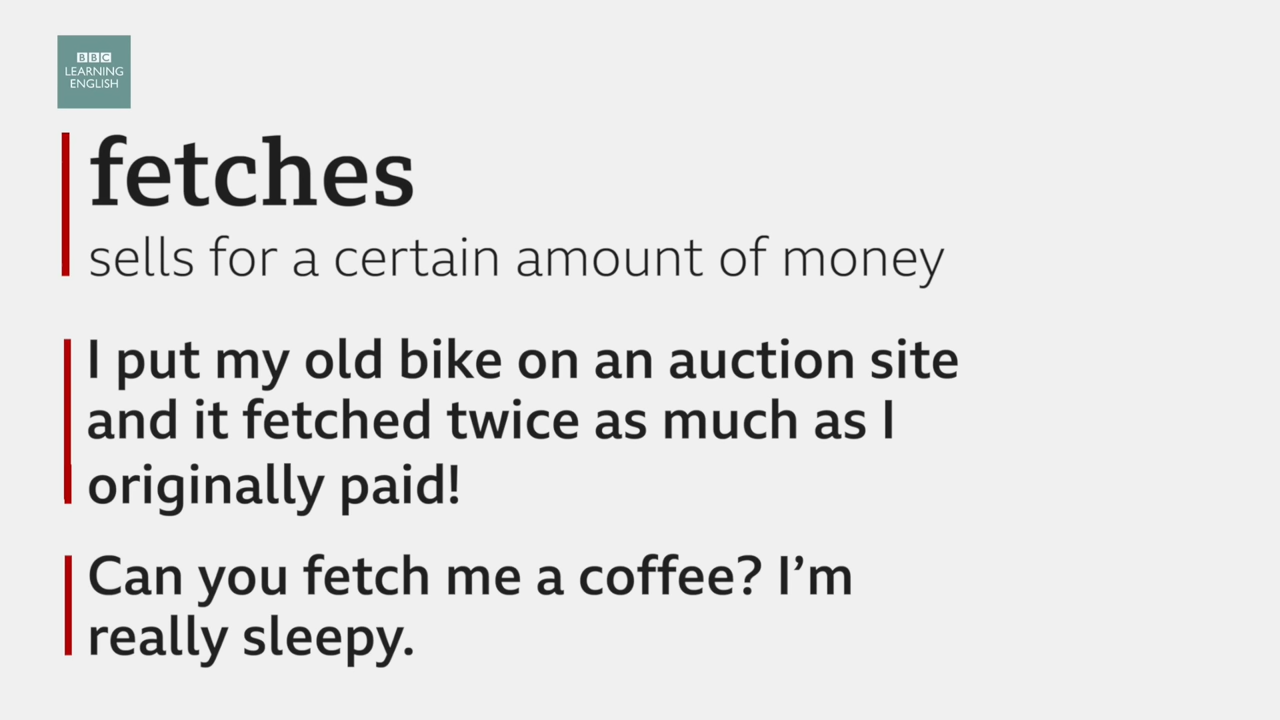 BBC
LEARNING
ENGLISH
fetches
sells for a certain amount of money
I put my old bike on an auction site
and it fetched twice as much as I
originally paid!
Can you fetch me a coffee? I’m
really sleepy.